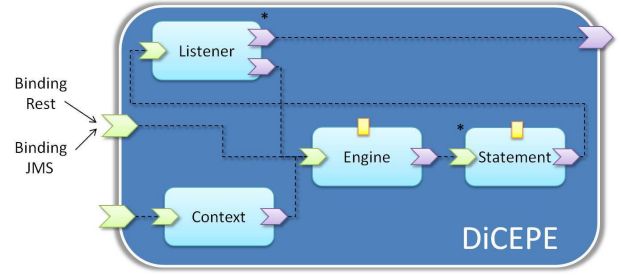 *
Listener
Binding
Rest
Binding
JMS
Engine
*
Statement
Context
DiCEPE